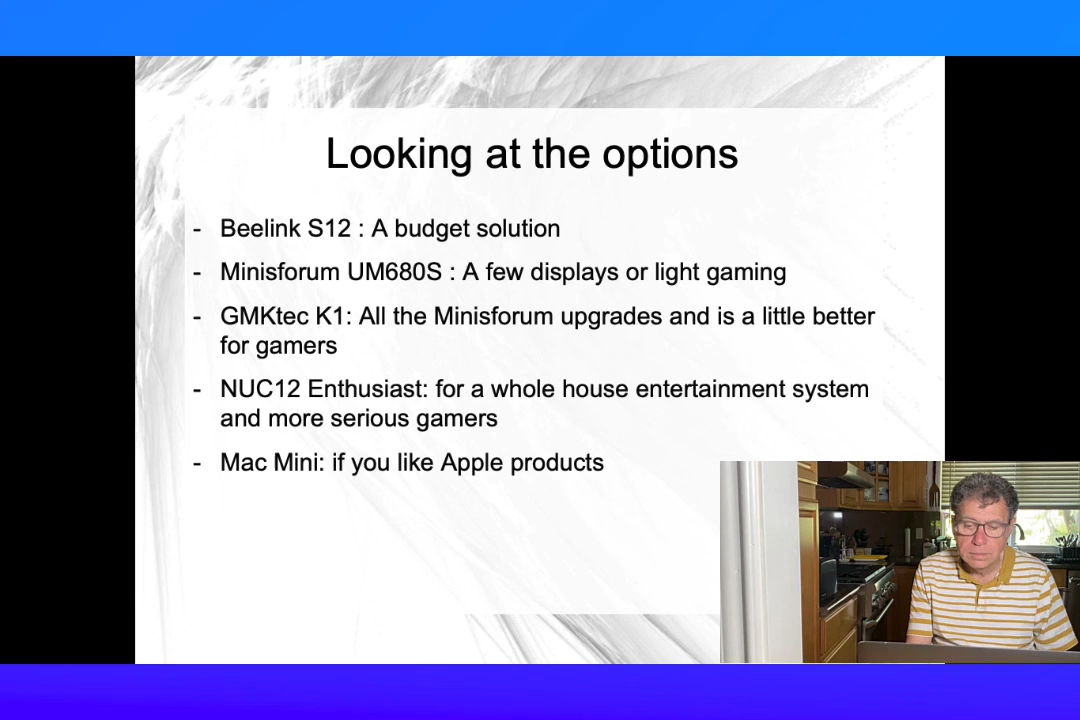 Looking at the options
- Beelink S12 : A budget solution
- Minisforum UM680S : A few displays or light gaming
- GMKtec K1: All the Minisforum upgrades and is a little better
for gamers
- NUC12 Enthusiast: for a whole house entertainment system
and more serious gamers
- Mac Mini: if you like Apple products